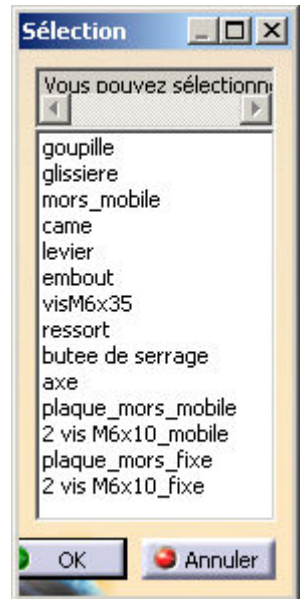 Sélection
Vous pouvez sélectionn
goupille
glissiere
mors_mobile
came
levier
embout
visM6x35
ressort
butee de serrage
axe
plaque_mors_mobile
2 vis M6x10_mobile
plaque_mors_fixe
2 vis M6x10_fixe
OK Annuler